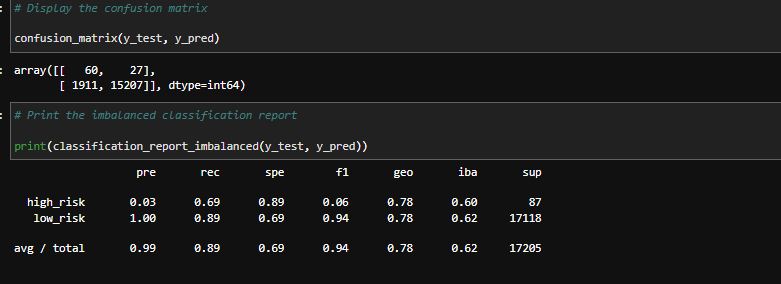 # Display the confusion matrix
confusion_matrix(y_test, y_pred)
array([[   60,    27],
       [ 1911, 15207]], dtype=int64)
# Print the imbalanced classification report
print(classification_report_imbalanced(y_test, y_pred))
pre rec spe f1 geo iba sup
high_risk 0.03 0.69 0.89 0.06 0.78 0.60 87
low_risk 1.00 0.89 0.69 0.94 0.78 0.62 17118
avg / total 0.99 0.89 0.69 0.94 0.78 0.62 17205